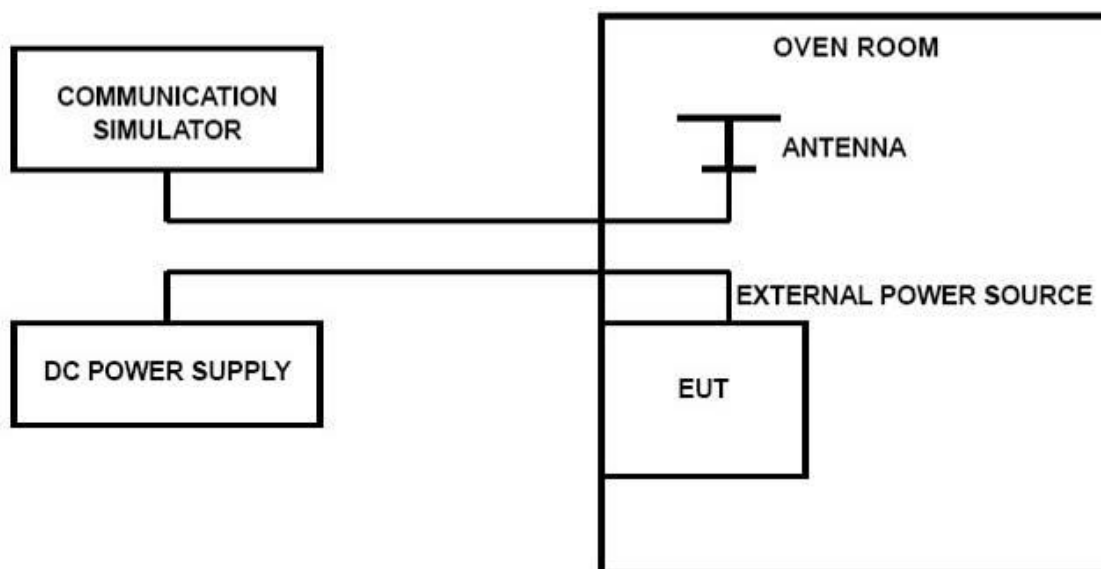 COMMUNICATION
SIMULATOR
OVEN ROOM
ANTENNA
EXTERNAL POWER SOURCE
DC POWER SUPPLY
EUT